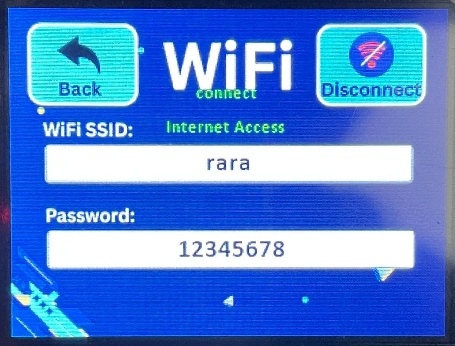 WiFi
Back
connect
Disconnect
WiFi SSID:
Internet Access
rara
Password:
12345678